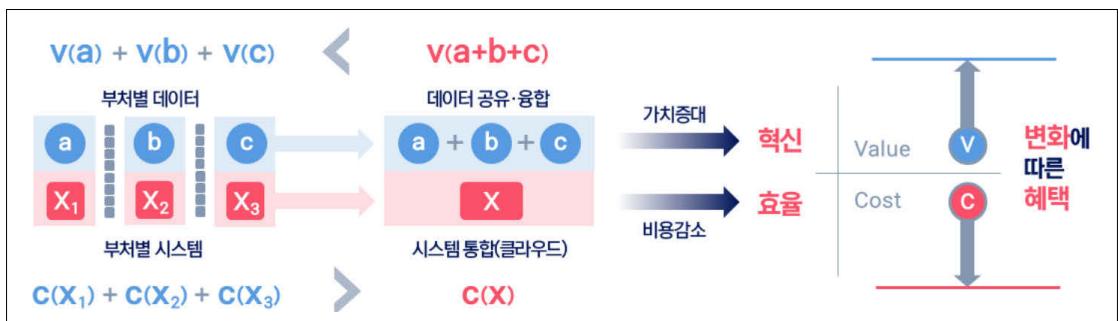 v(a) + v(b) + v(c) < v(a+b+c)
부처별 데이터
데이터 공유·융합
a b c
a + b + c
X₁ X₂ X₃
X
부처별 시스템
시스템 통합(클라우드)
c(x₁) + c(x₂) + c(x₃) > c(x)
가치증대
혁신
비용감소
효율
Value
V
Cost
C
변화에
따른
혜택